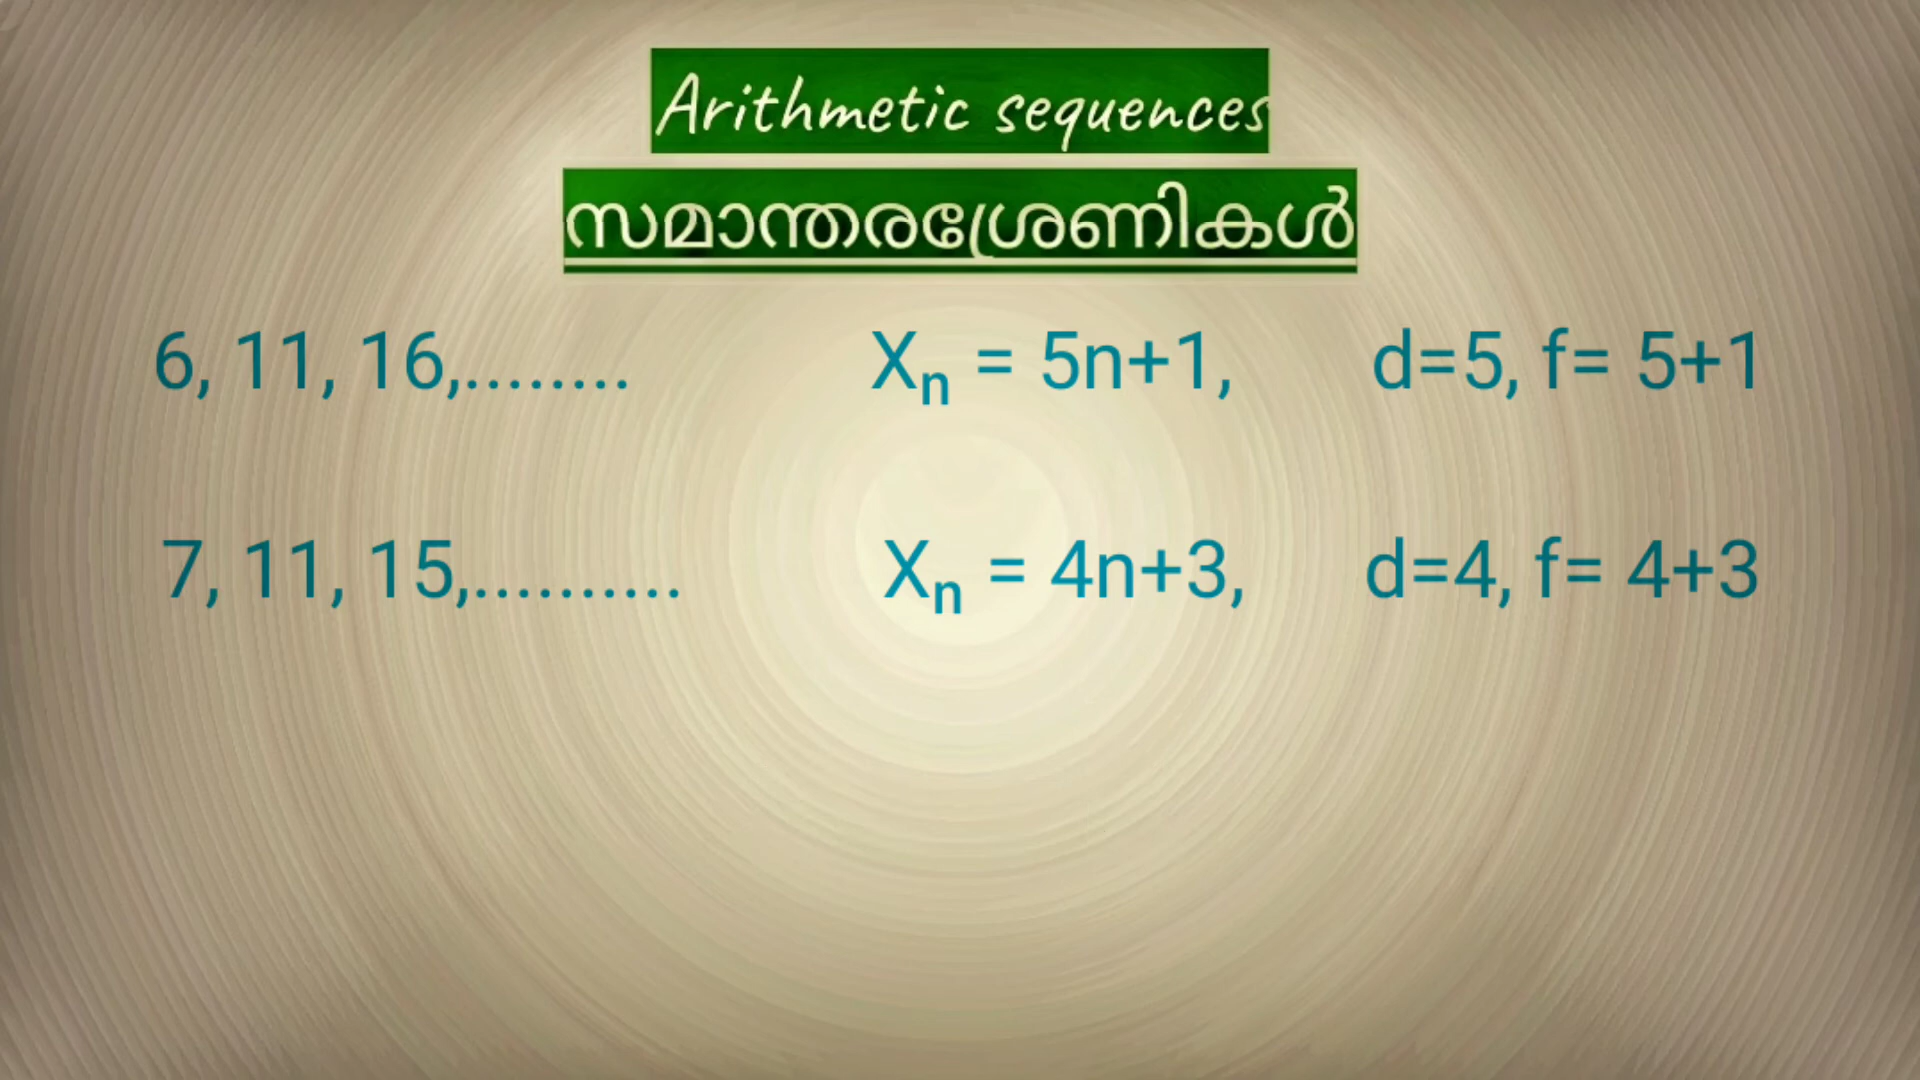 Arithmetic sequences
സമാന്തരശ്രേണികൾ
6, 11, 16,........ Xn = 5n+1, d=5, f= 5+1
7, 11, 15,.......... Xn = 4n+3, d=4, f= 4+3